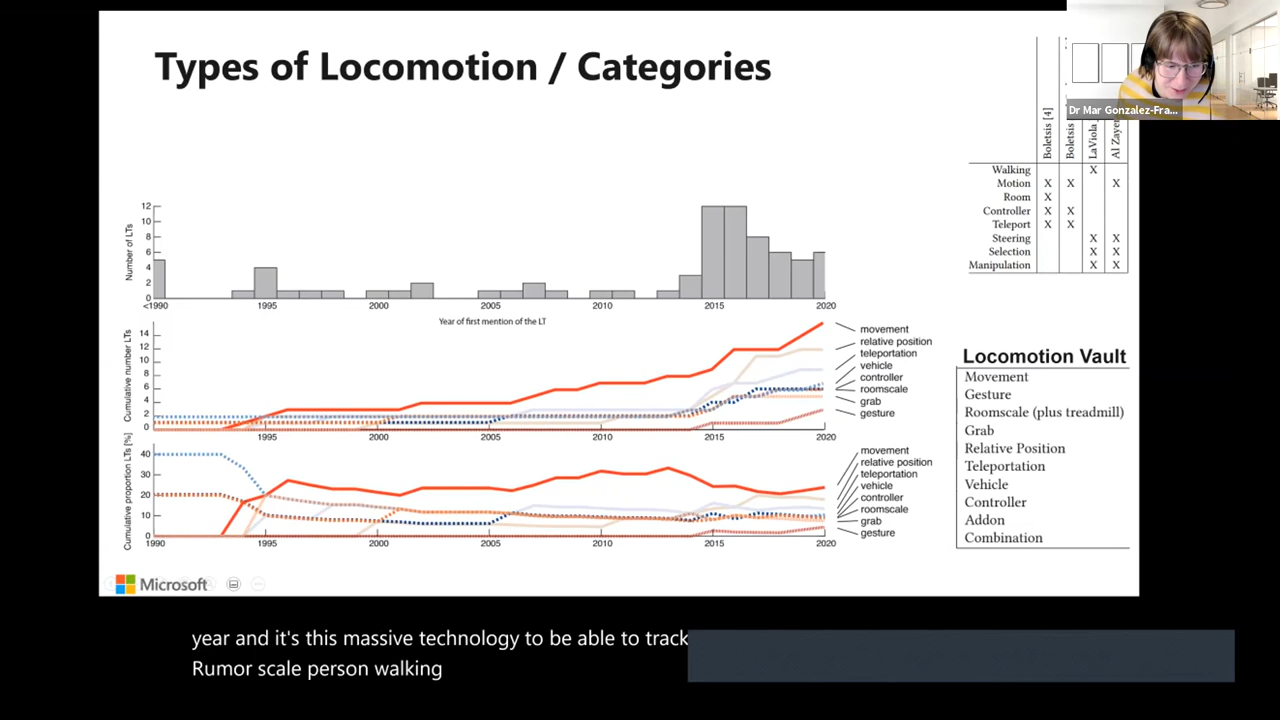 Types of Locomotion / Categories
Dr Mar Gonzalez-Fra...
Boletsis [4]
Boletsis
LaViola
Al Zayer
Walking X
Motion X X X
Room X
Controller X X
Teleport X X
Steering X X
Selection X X
Manipulation X X
Number of LTs
12
10
8
6
4
2
0
<1990 1995 2000 2005 2010 2015 2020
Year of first mention of the LT
Cumulative number LTs
14
12
10
8
6
4
2
0
1995 2000 2005 2010 2015 2020
movement
relative position
teleportation
vehicle
controller
roomscale
grab
gesture
Cumulative proportion LTs [%]
40
30
20
10
0
1990 1995 2000 2005 2010 2015 2020
movement
relative position
teleportation
vehicle
controller
roomscale
grab
gesture
Locomotion Vault
Movement
Gesture
Roomscale (plus treadmill)
Grab
Relative Position
Teleportation
Vehicle
Controller
Addon
Combination
Microsoft
year and it's this massive technology to be able to track
Rumor scale person walking